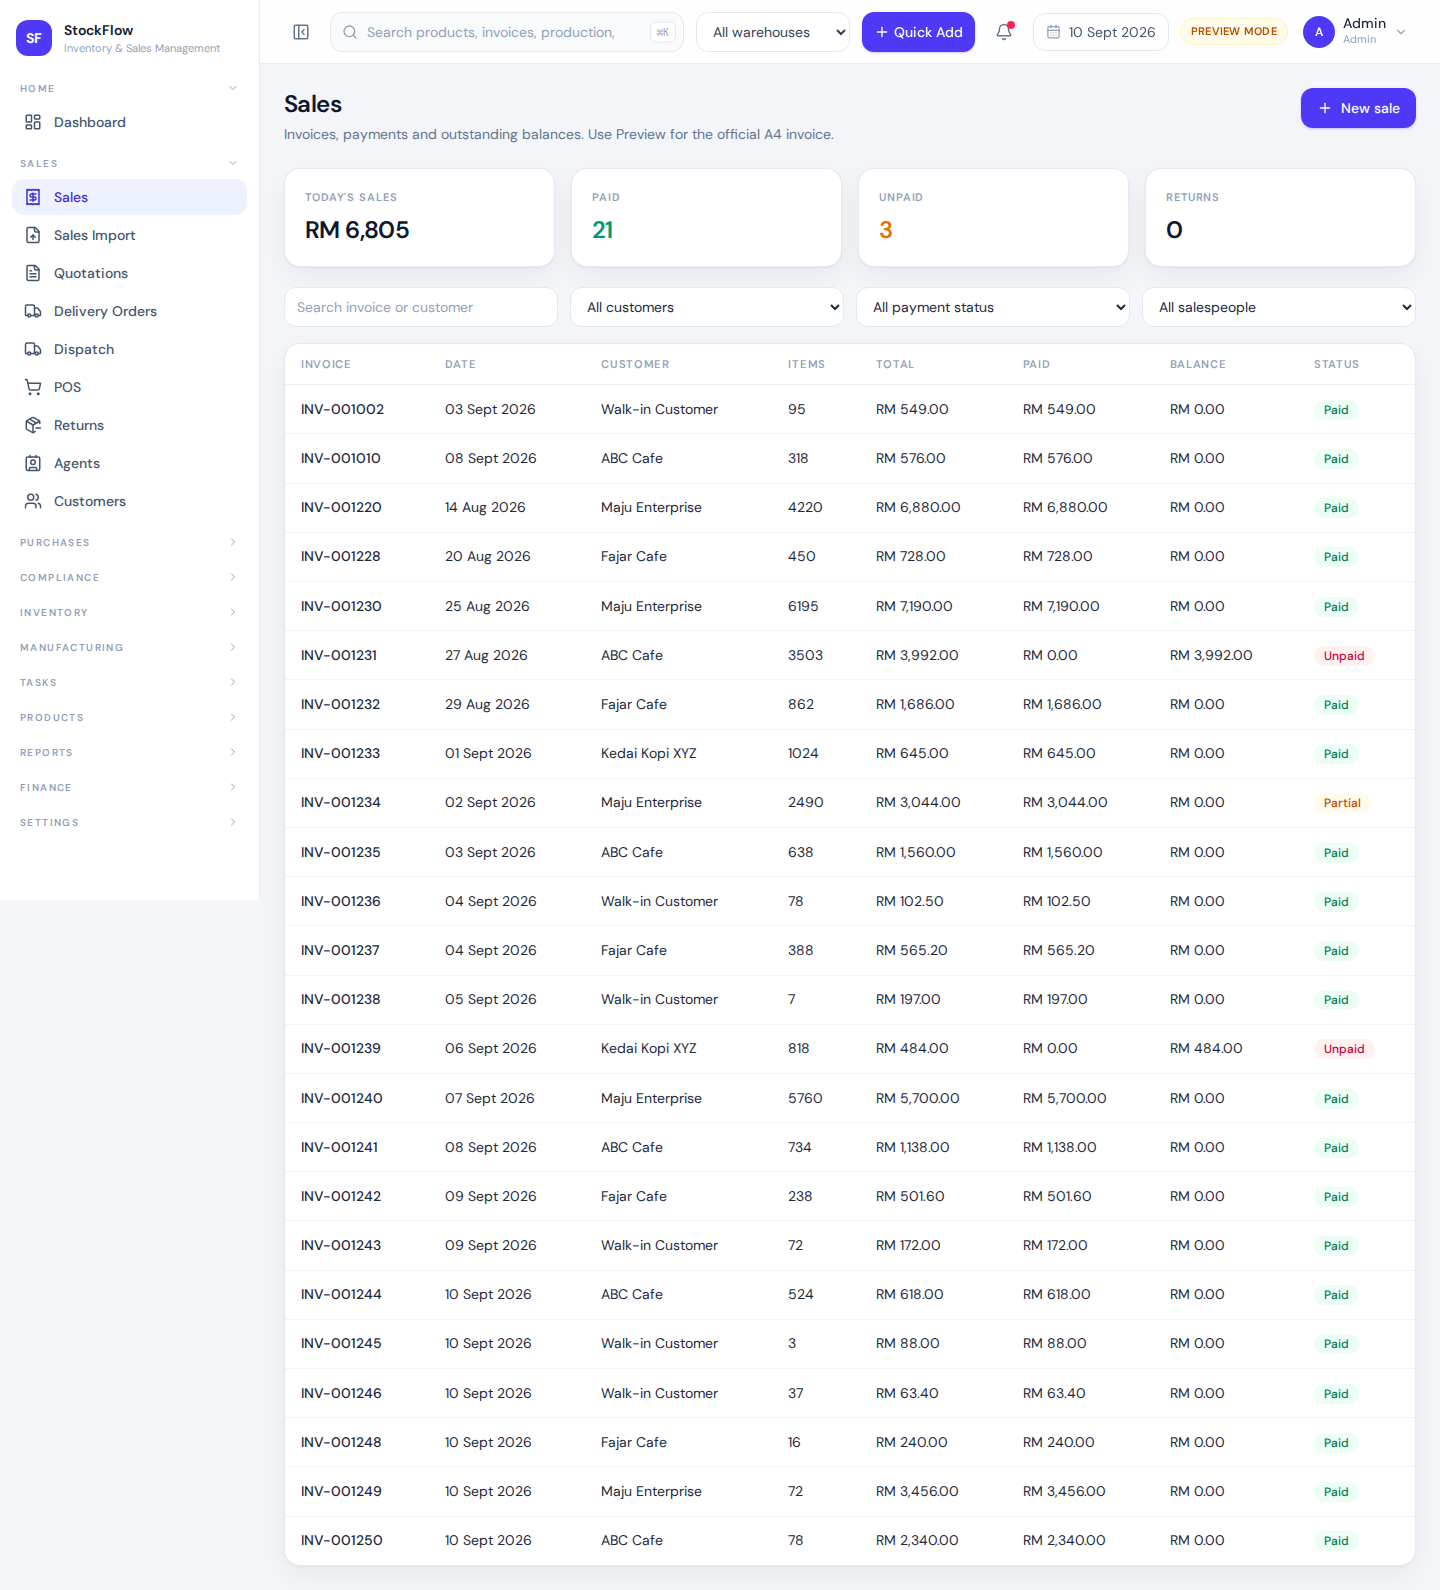 SF
StockFlow
Inventory & Sales Management
HOME
Dashboard
SALES
Sales
Sales Import
Quotations
Delivery Orders
Dispatch
POS
Returns
Agents
Customers
PURCHASES
COMPLIANCE
INVENTORY
MANUFACTURING
TASKS
PRODUCTS
REPORTS
FINANCE
SETTINGS
Search products, invoices, production,
⌘K
All warehouses
+ Quick Add
10 Sept 2026
PREVIEW MODE
A
Admin
Admin
Sales
Invoices, payments and outstanding balances. Use Preview for the official A4 invoice.
+ New sale
TODAY'S SALES
RM 6,805
PAID
21
UNPAID
3
RETURNS
0
Search invoice or customer
All customers
All payment status
All salespeople
INVOICE DATE CUSTOMER ITEMS TOTAL PAID BALANCE STATUS
INV-001002 03 Sept 2026 Walk-in Customer 95 RM 549.00 RM 549.00 RM 0.00 Paid
INV-001010 08 Sept 2026 ABC Cafe 318 RM 576.00 RM 576.00 RM 0.00 Paid
INV-001220 14 Aug 2026 Maju Enterprise 4220 RM 6,880.00 RM 6,880.00 RM 0.00 Paid
INV-001228 20 Aug 2026 Fajar Cafe 450 RM 728.00 RM 728.00 RM 0.00 Paid
INV-001230 25 Aug 2026 Maju Enterprise 6195 RM 7,190.00 RM 7,190.00 RM 0.00 Paid
INV-001231 27 Aug 2026 ABC Cafe 3503 RM 3,992.00 RM 0.00 RM 3,992.00 Unpaid
INV-001232 29 Aug 2026 Fajar Cafe 862 RM 1,686.00 RM 1,686.00 RM 0.00 Paid
INV-001233 01 Sept 2026 Kedai Kopi XYZ 1024 RM 645.00 RM 645.00 RM 0.00 Paid
INV-001234 02 Sept 2026 Maju Enterprise 2490 RM 3,044.00 RM 3,044.00 RM 0.00 Partial
INV-001235 03 Sept 2026 ABC Cafe 638 RM 1,560.00 RM 1,560.00 RM 0.00 Paid
INV-001236 04 Sept 2026 Walk-in Customer 78 RM 102.50 RM 102.50 RM 0.00 Paid
INV-001237 04 Sept 2026 Fajar Cafe 388 RM 565.20 RM 565.20 RM 0.00 Paid
INV-001238 05 Sept 2026 Walk-in Customer 7 RM 197.00 RM 197.00 RM 0.00 Paid
INV-001239 06 Sept 2026 Kedai Kopi XYZ 818 RM 484.00 RM 0.00 RM 484.00 Unpaid
INV-001240 07 Sept 2026 Maju Enterprise 5760 RM 5,700.00 RM 5,700.00 RM 0.00 Paid
INV-001241 08 Sept 2026 ABC Cafe 734 RM 1,138.00 RM 1,138.00 RM 0.00 Paid
INV-001242 09 Sept 2026 Fajar Cafe 238 RM 501.60 RM 501.60 RM 0.00 Paid
INV-001243 09 Sept 2026 Walk-in Customer 72 RM 172.00 RM 172.00 RM 0.00 Paid
INV-001244 10 Sept 2026 ABC Cafe 524 RM 618.00 RM 618.00 RM 0.00 Paid
INV-001245 10 Sept 2026 Walk-in Customer 3 RM 88.00 RM 88.00 RM 0.00 Paid
INV-001246 10 Sept 2026 Walk-in Customer 37 RM 63.40 RM 63.40 RM 0.00 Paid
INV-001248 10 Sept 2026 Fajar Cafe 16 RM 240.00 RM 240.00 RM 0.00 Paid
INV-001249 10 Sept 2026 Maju Enterprise 72 RM 3,456.00 RM 3,456.00 RM 0.00 Paid
INV-001250 10 Sept 2026 ABC Cafe 78 RM 2,340.00 RM 2,340.00 RM 0.00 Paid